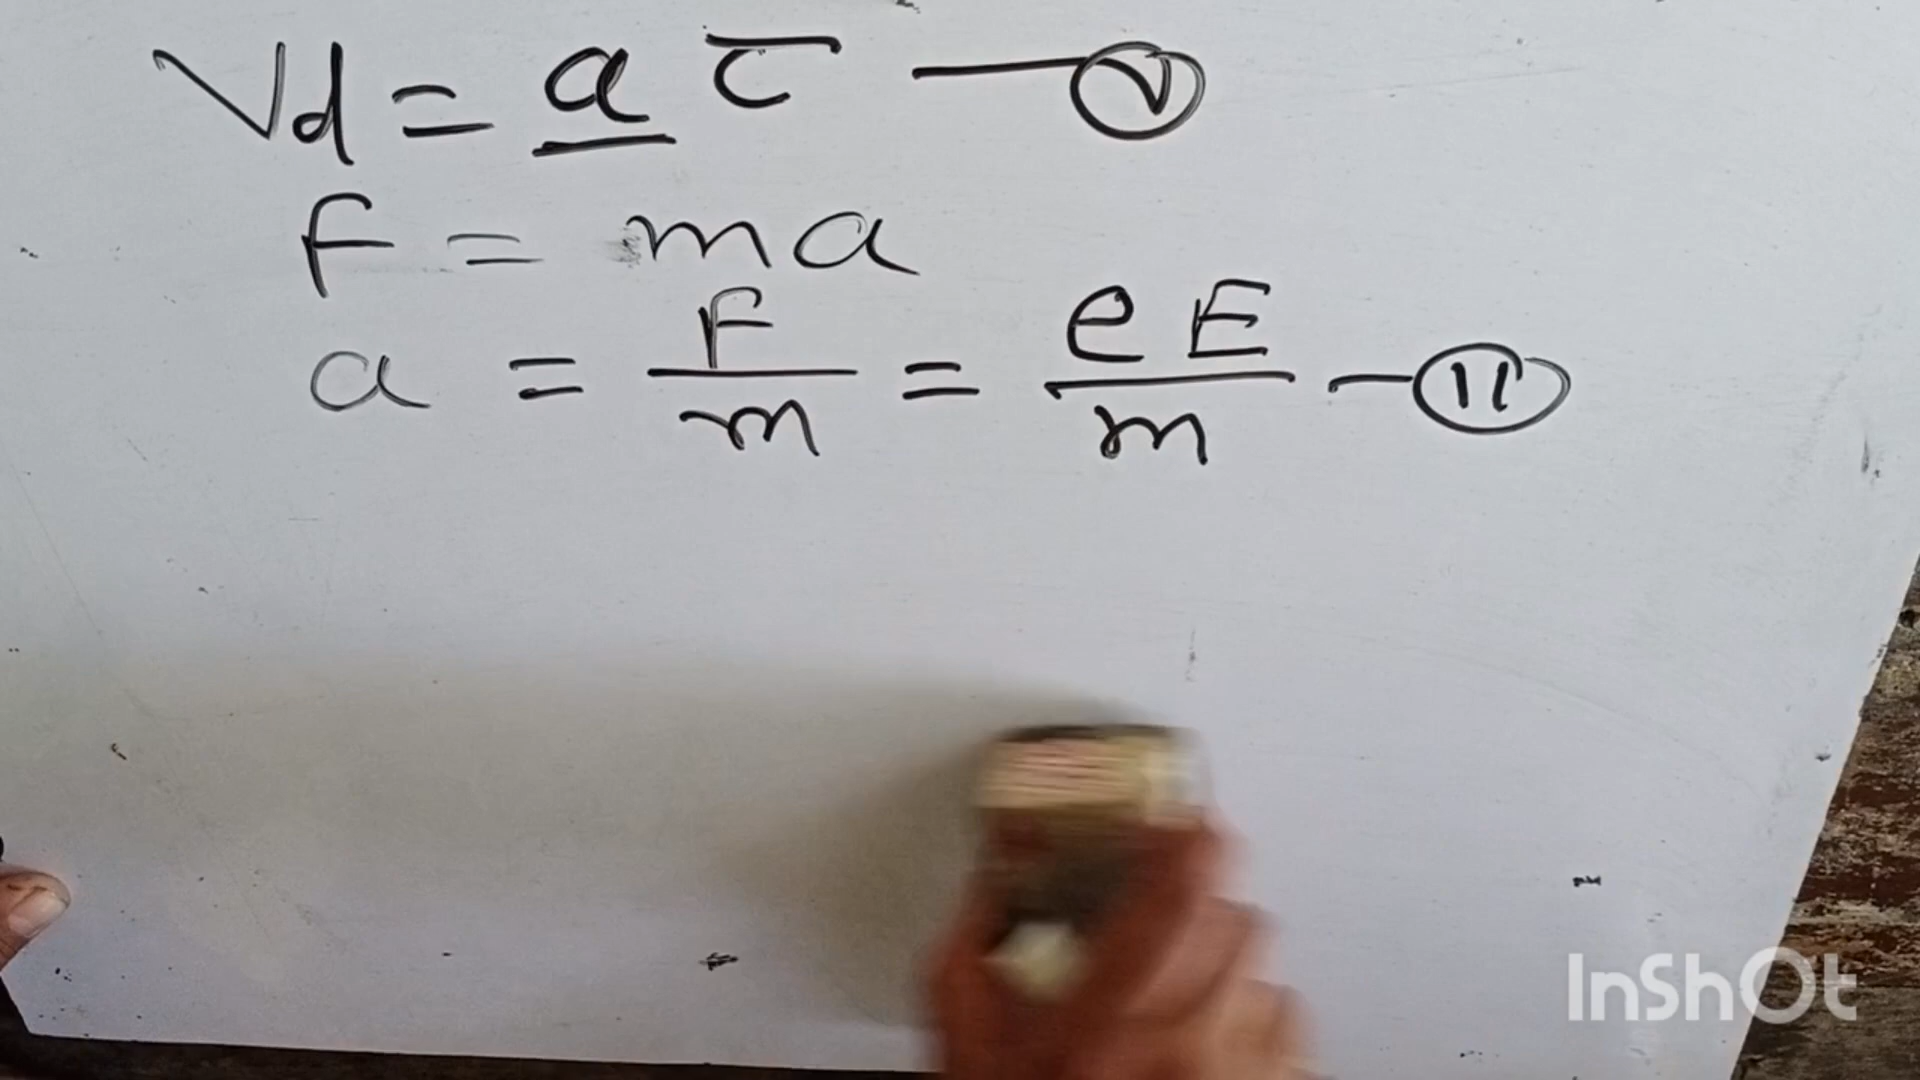 Vd = a τ — (V)
F = ma
a = F/m = eE/m — (II)
InShOt